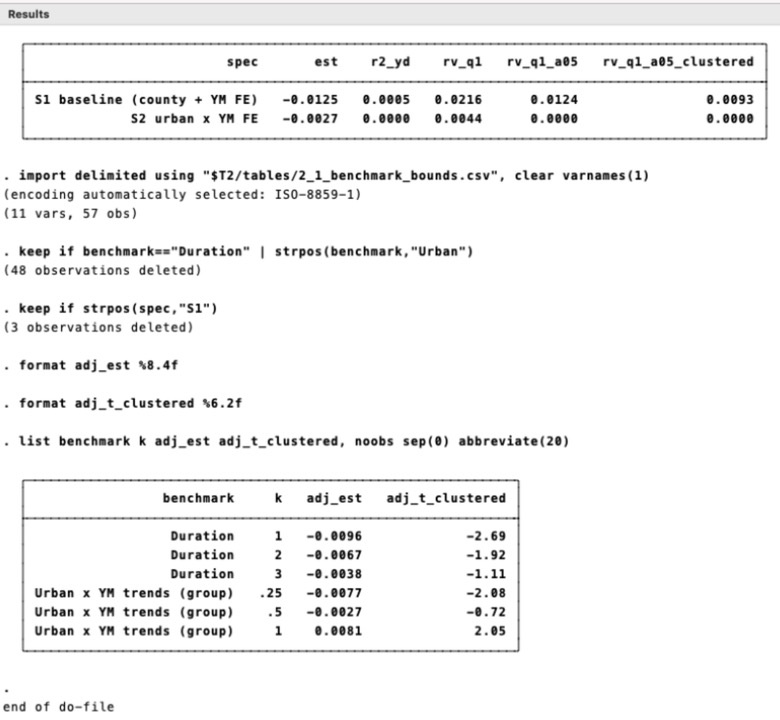 Results
spec est r2_yd rv_q1 rv_q1_a05 rv_q1_a05_clustered
S1 baseline (county + YM FE) -0.0125 0.0005 0.0216 0.0124 0.0093
S2 urban x YM FE -0.0027 0.0000 0.0044 0.0000 0.0000
. import delimited using "$T2/tables/2_1_benchmark_bounds.csv", clear varnames(1)
(encoding automatically selected: ISO-8859-1)
(11 vars, 57 obs)
. keep if benchmark=="Duration" | strpos(benchmark,"Urban")
(48 observations deleted)
. keep if strpos(spec,"S1")
(3 observations deleted)
. format adj_est %8.4f
. format adj_t_clustered %6.2f
. list benchmark k adj_est adj_t_clustered, noobs sep(0) abbreviate(20)
benchmark k adj_est adj_t_clustered
Duration 1 -0.0096 -2.69
Duration 2 -0.0067 -1.92
Duration 3 -0.0038 -1.11
Urban x YM trends (group) .25 -0.0077 -2.08
Urban x YM trends (group) .5 -0.0027 -0.72
Urban x YM trends (group) 1 0.0081 2.05
.
end of do-file